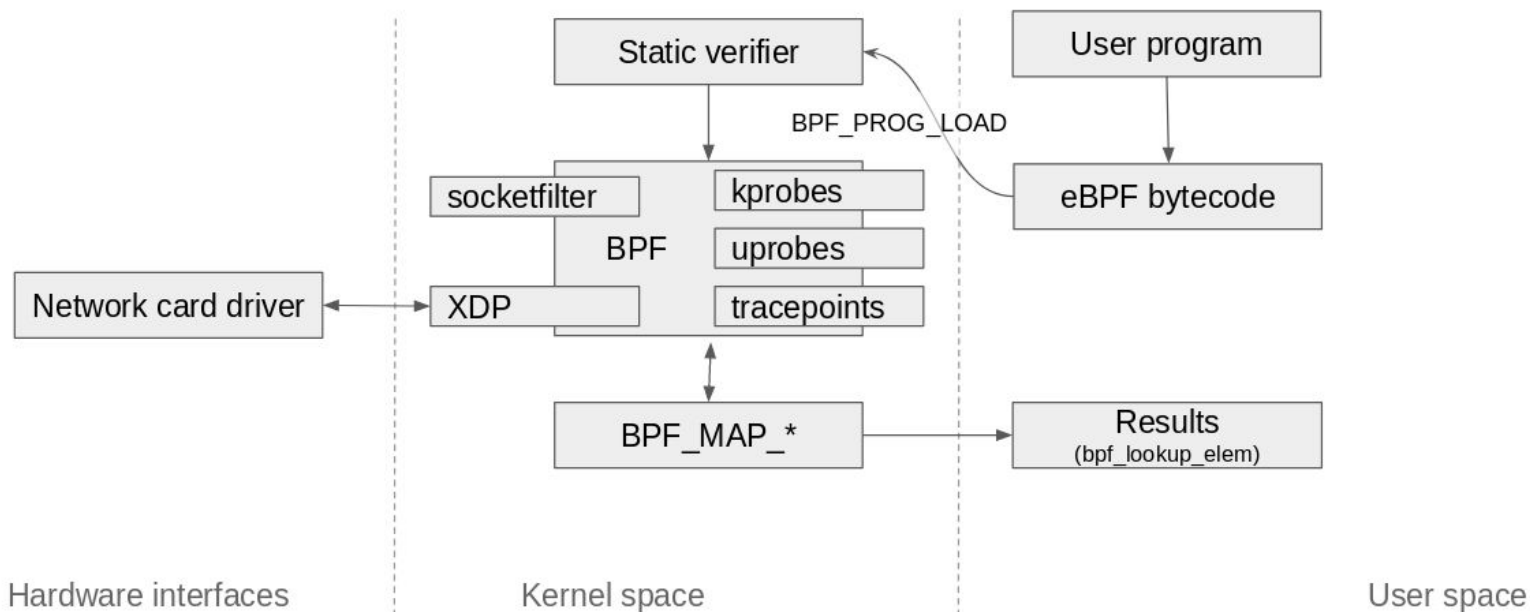 Static verifier
User program
BPF_PROG_LOAD
socketfilter
kprobes
eBPF bytecode
BPF
uprobes
Network card driver
XDP
tracepoints
BPF_MAP_*
Results
(bpf_lookup_elem)
Hardware interfaces
Kernel space
User space